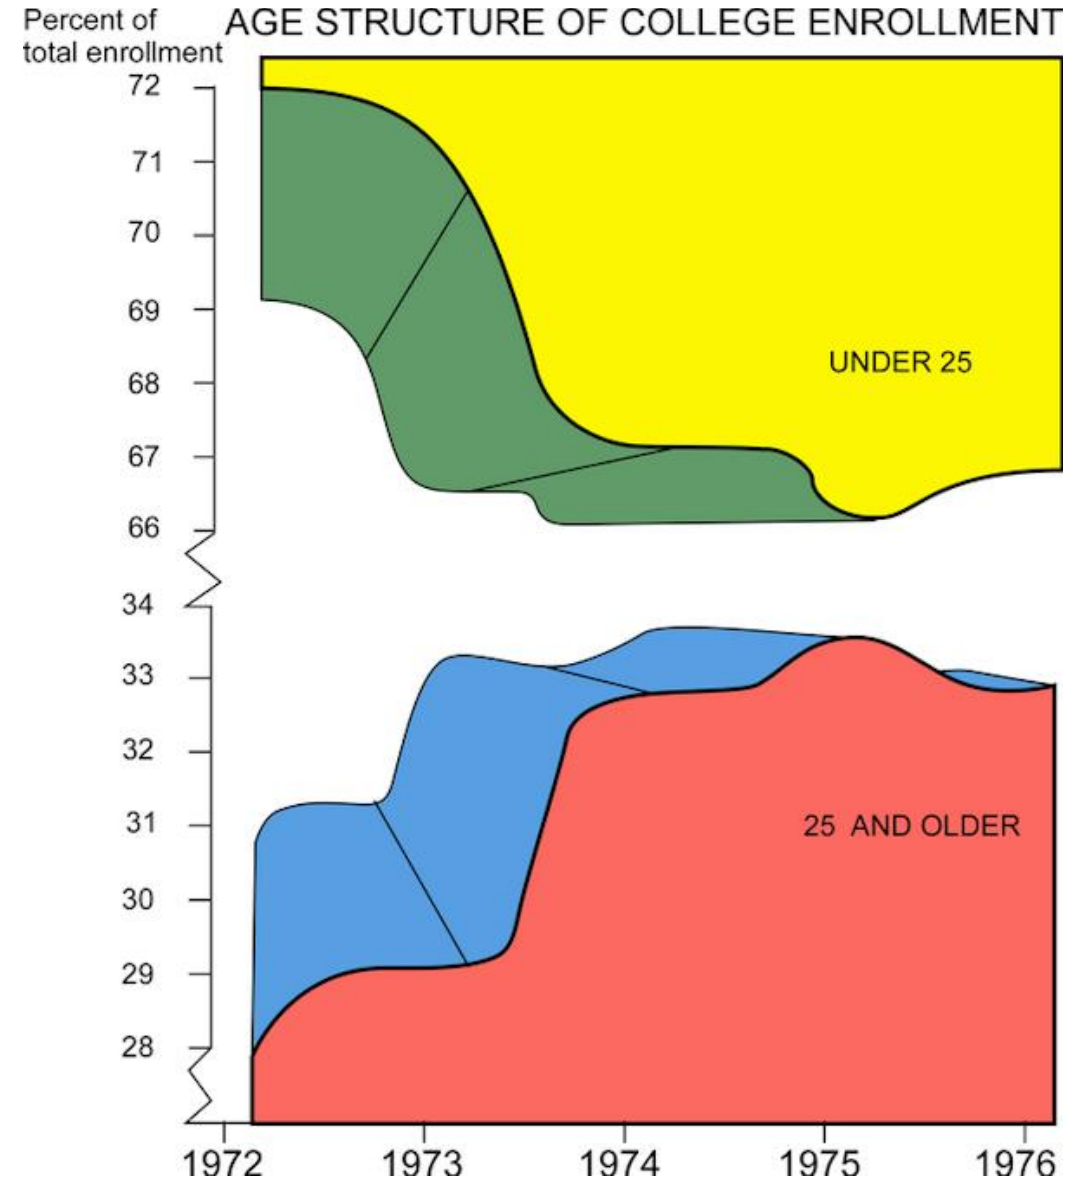 Percent of
total enrollment
AGE STRUCTURE OF COLLEGE ENROLLMENT
72
71
70
69
68
67
66
UNDER 25
34
33
32
31
30
29
28
25 AND OLDER
1972 1973 1974 1975 1976